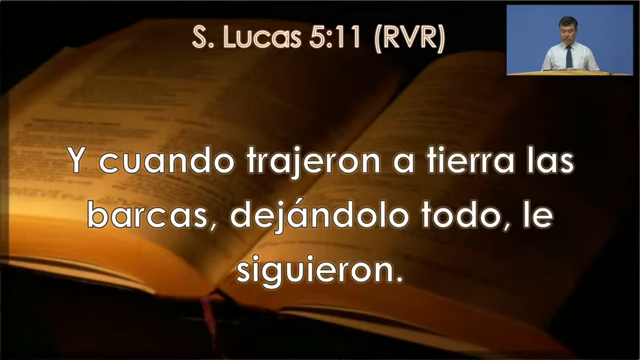 S. Lucas 5:11 (RVR)
Y cuando trajeron a tierra las
barcas, dejándolo todo, le
siguieron.